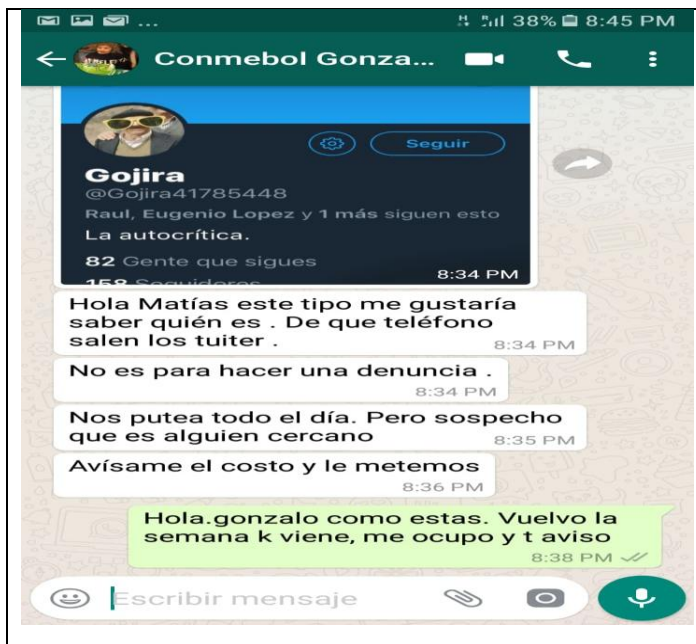 ... 38% 8:45 PM
Conmebol Gonza...
Seguir
Gojira
@Gojira41785448
Raul, Eugenio Lopez y 1 más siguen esto
La autocrítica.
82 Gente que sigues
8:34 PM
158 Seguidores
Hola Matías este tipo me gustaría
saber quién es . De que teléfono
salen los tuiter .
8:34 PM
No es para hacer una denuncia .
8:34 PM
Nos putea todo el día. Pero sospecho
que es alguien cercano
8:35 PM
Avísame el costo y le metemos
8:36 PM
Hola.gonzalo como estas. Vuelvo la
semana k viene, me ocupo y t aviso
8:38 PM
Escribir mensaje